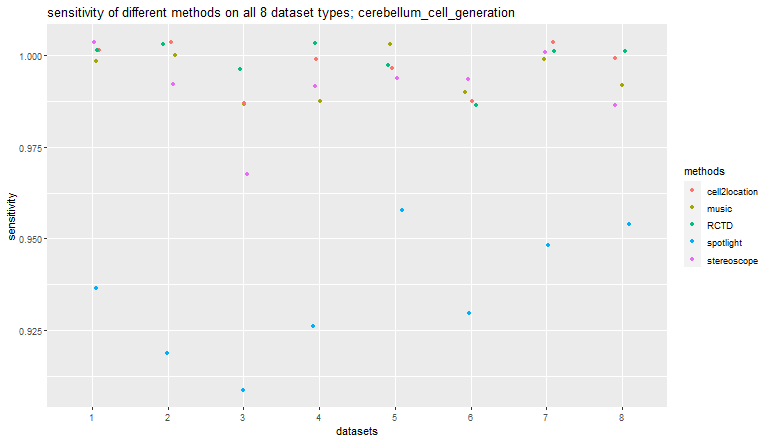 sensitivity of different methods on all 8 dataset types; cerebellum_cell_generation
1.000
0.975
0.950
0.925
sensitivity
1 2 3 4 5 6 7 8
datasets
methods
cell2location
music
RCTD
spotlight
stereoscope